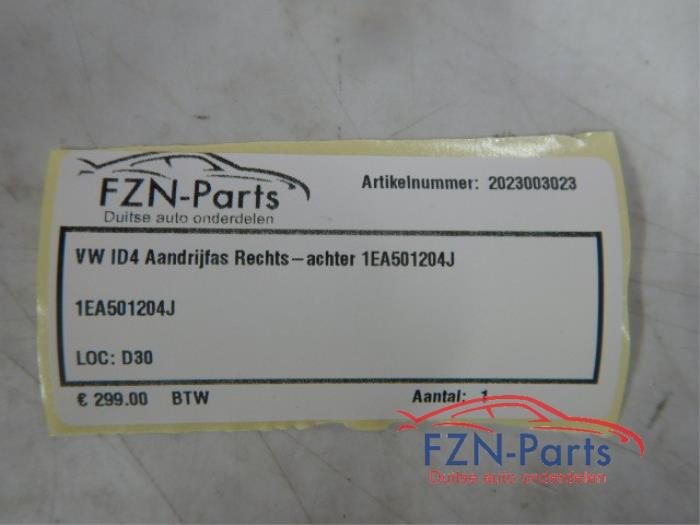 FZN-Parts
Duitse auto onderdelen
Artikelnummer: 2023003023
VW ID4 Aandrijfas Rechts-achter 1EA501204J
1EA501204J
LOC: D30
€ 299.00 BTW
Aantal: 1
FZN-Parts
Duitse auto onderdelen